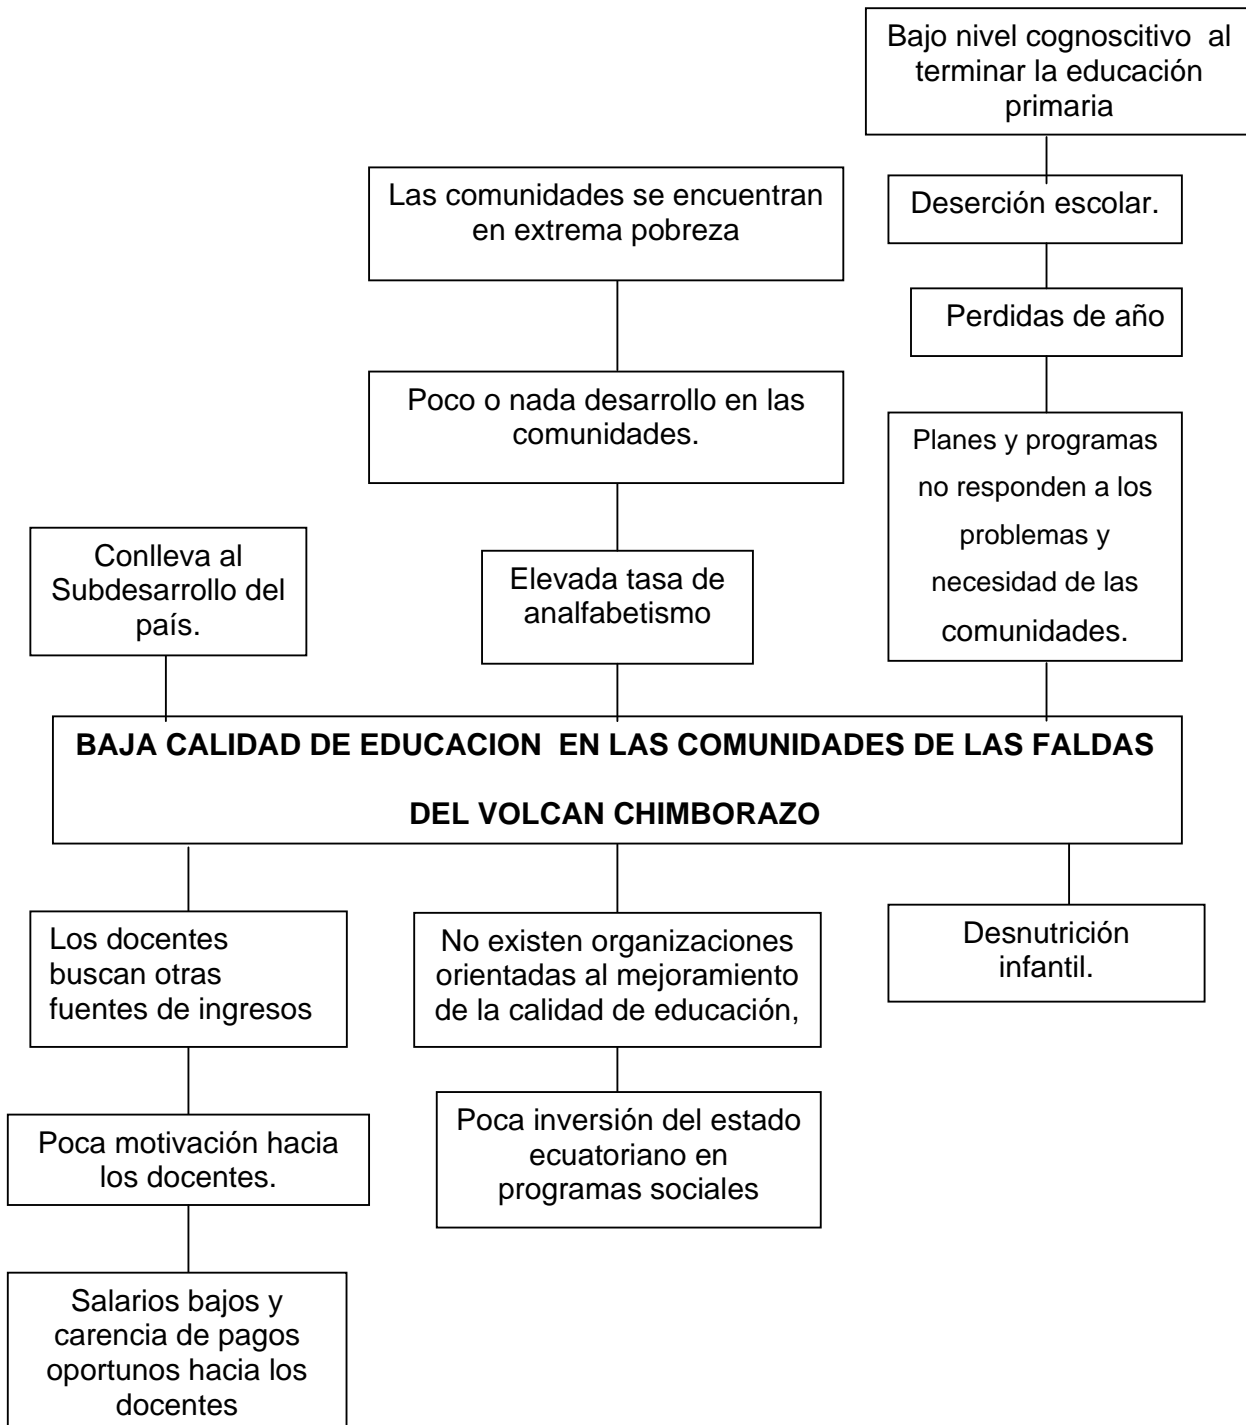 Bajo nivel cognoscitivo al
terminar la educación
primaria
Las comunidades se encuentran
en extrema pobreza
Deserción escolar.
Perdidas de año
Poco o nada desarrollo en las
comunidades.
Planes y programas
no responden a los
problemas y
necesidad de las
comunidades.
Conlleva al
Subdesarrollo del
país.
Elevada tasa de
analfabetismo
BAJA CALIDAD DE EDUCACION EN LAS COMUNIDADES DE LAS FALDAS
DEL VOLCAN CHIMBORAZO
Los docentes
buscan otras
fuentes de ingresos
No existen organizaciones
orientadas al mejoramiento
de la calidad de educación,
Desnutrición
infantil.
Poca motivación hacia
los docentes.
Poca inversión del estado
ecuatoriano en
programas sociales
Salarios bajos y
carencia de pagos
oportunos hacia los
docentes